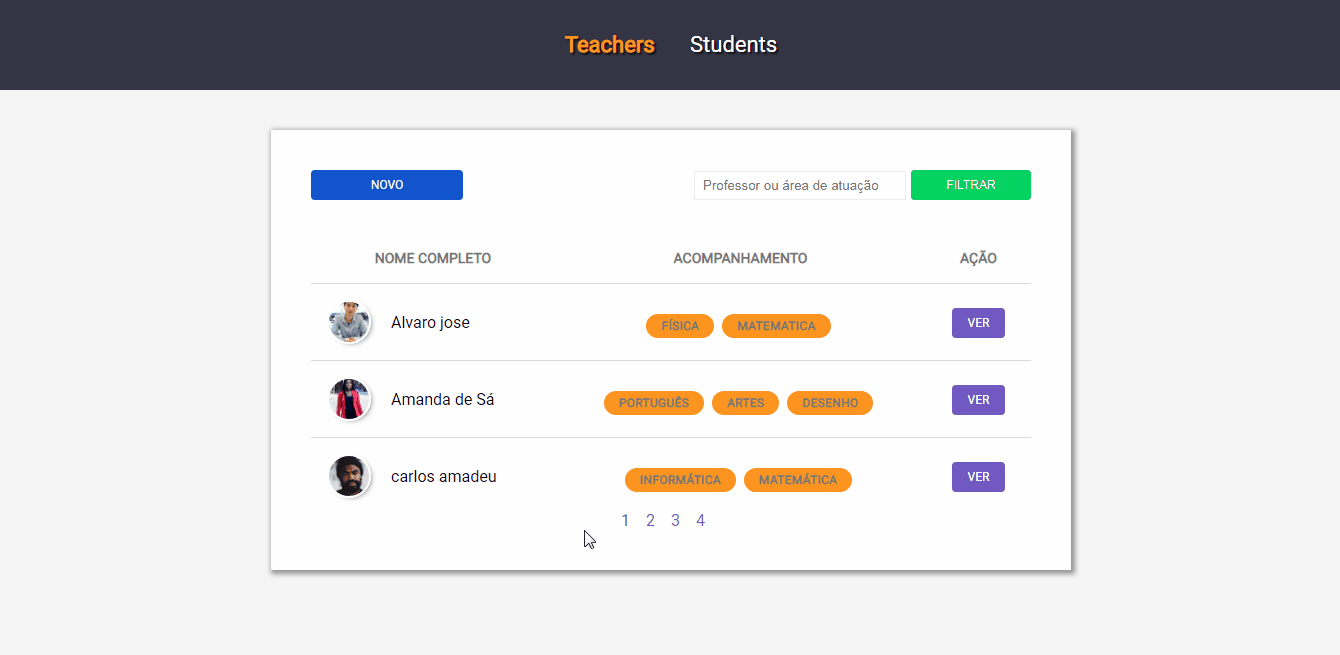 Teachers Students
NOVO Professor ou área de atuação FILTRAR
NOME COMPLETO ACOMPANHAMENTO AÇÃO
Alvaro jose FÍSICA MATEMATICA VER
Amanda de Sá PORTUGUÊS ARTES DESENHO VER
carlos amadeu INFORMÁTICA MATEMÁTICA VER
1 2 3 4